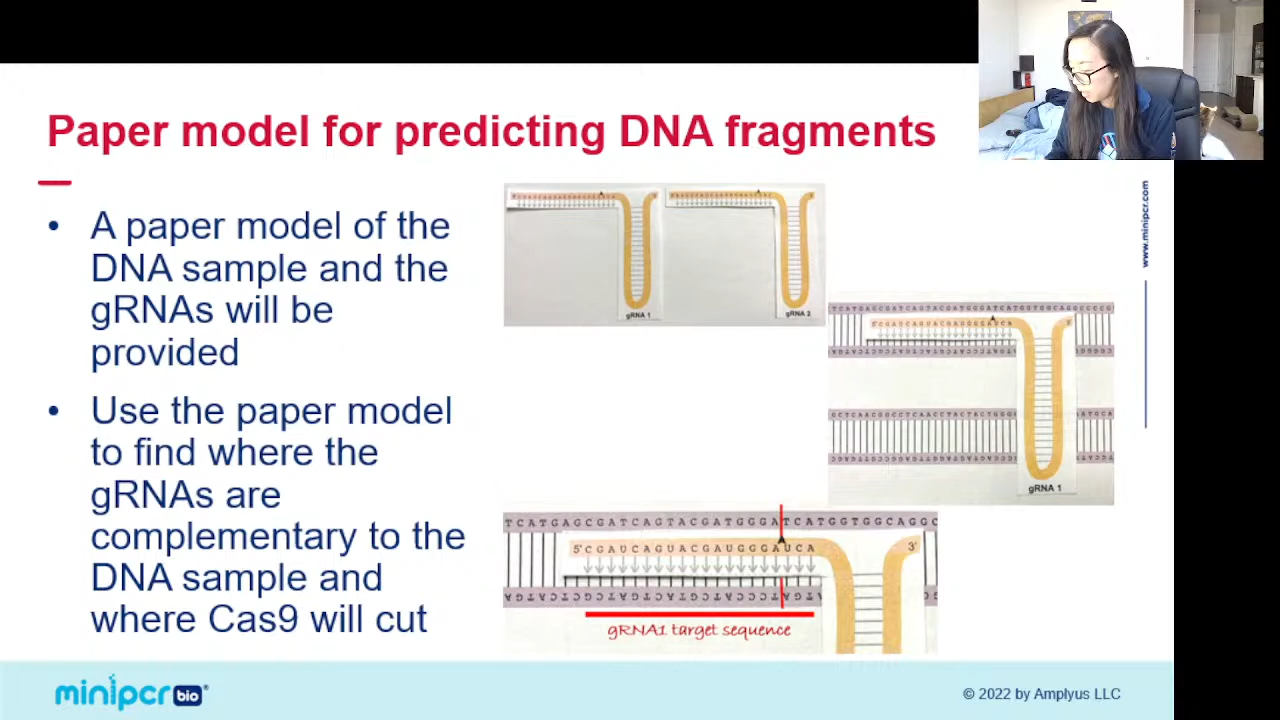 Paper model for predicting DNA fragments
• A paper model of the
DNA sample and the
gRNAs will be
provided
• Use the paper model
to find where the
gRNAs are
complementary to the
DNA sample and
where Cas9 will cut
gRNA 1
gRNA 2
www.minipcr.com
gRNA 1
TCATGAGCGATCAGTACGATGGGATCATGGTGGCAGGC
5' CGAUCAGUACGAUGGGAUCA 3'
gRNA1 target sequence
minipcr bio®
© 2022 by Amplyus LLC